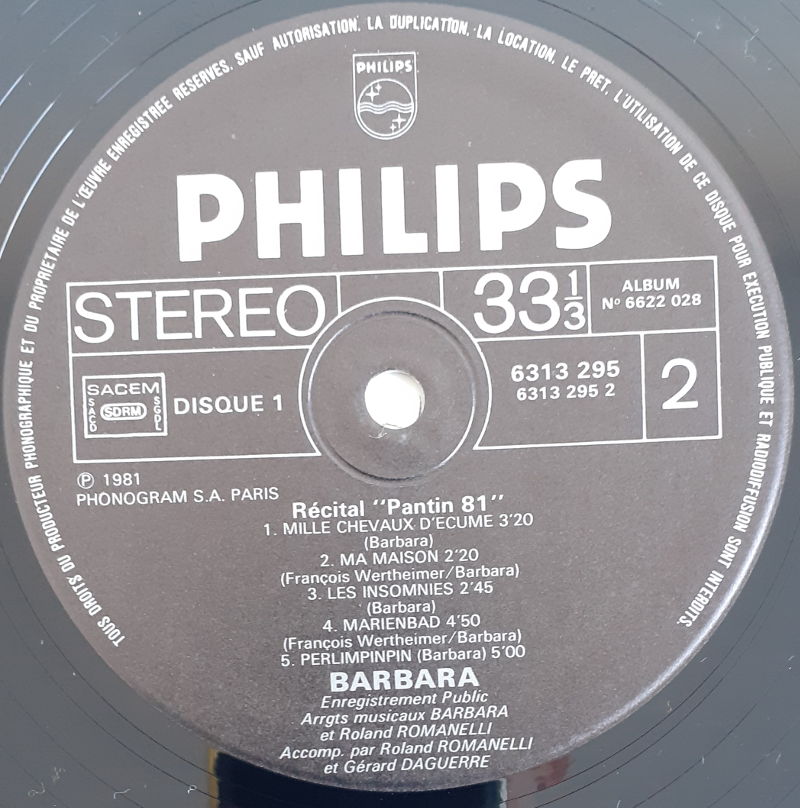 TOUS DROITS DU PRODUCTEUR PHONOGRAPHIQUE ET DU PROPRIETAIRE DE L'ŒUVRE ENREGISTREE RESERVES. SAUF AUTORISATION, LA DUPLICATION, LA LOCATION, LE PRET, L'UTILISATION DE CE DISQUE POUR EXECUTION PUBLIQUE ET RADIODIFFUSION SONT INTERDITS.
PHILIPS
PHILIPS
STEREO
33 1/3
ALBUM
Nº 6622 028
SACEM
SACD
SDRM
SGDL
DISQUE 1
6313 295
6313 295 2
2
℗ 1981
PHONOGRAM S.A. PARIS
Récital "Pantin 81"
1. MILLE CHEVAUX D'ECUME 3'20
(Barbara)
2. MA MAISON 2'20
(François Wertheimer/Barbara)
3. LES INSOMNIES 2'45
(Barbara)
4. MARIENBAD 4'50
(François Wertheimer/Barbara)
5. PERLIMPINPIN (Barbara) 5'00
BARBARA
Enregistrement Public
Arrgts musicaux BARBARA
et Roland ROMANELLI
Accomp. par Roland ROMANELLI
et Gérard DAGUERRE